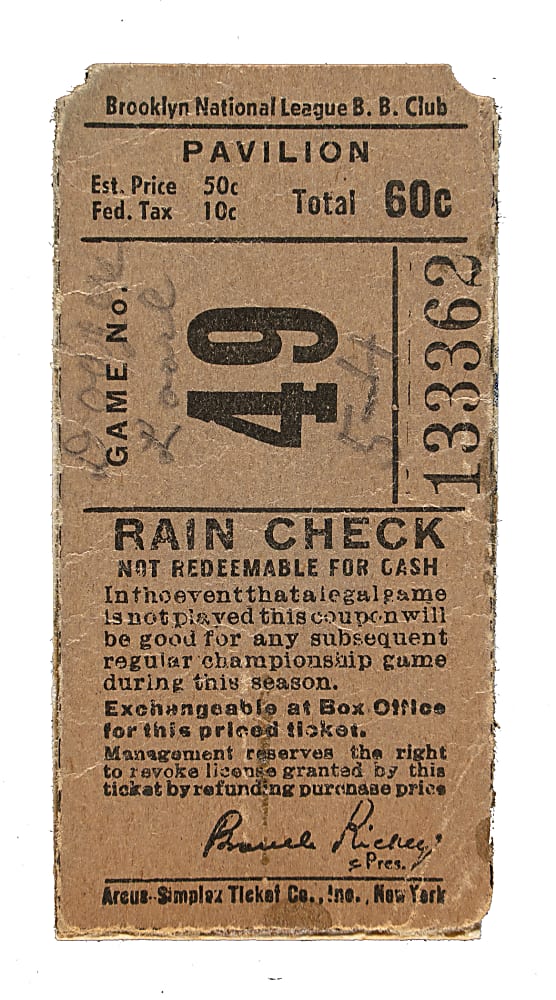 Brooklyn National League B. B. Club
PAVILION
Est. Price 50c
Fed. Tax 10c
Total 60c
GAME No.
49
5-4
133362
RAIN CHECK
NOT REDEEMABLE FOR CASH
In the event that a legal game
is not played this coupon will
be good for any subsequent
regular championship game
during this season.
Exchangeable at Box Office
for this priced ticket.
Management reserves the right
to revoke license granted by this
ticket by refunding purchase price
Branch Rickey
Pres.
Arcus-Simplex Ticket Co., Inc., New York